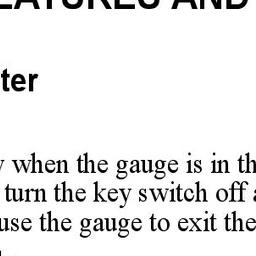 EATURES AND
ter
when the gauge is in th
turn the key switch off
use the gauge to exit the